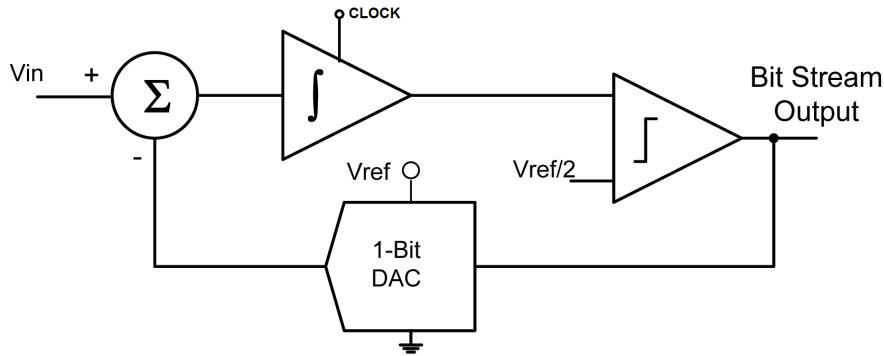 CLOCK
Vin
+
Σ
∫
Bit Stream
Output
-
Vref
Vref/2
1-Bit
DAC